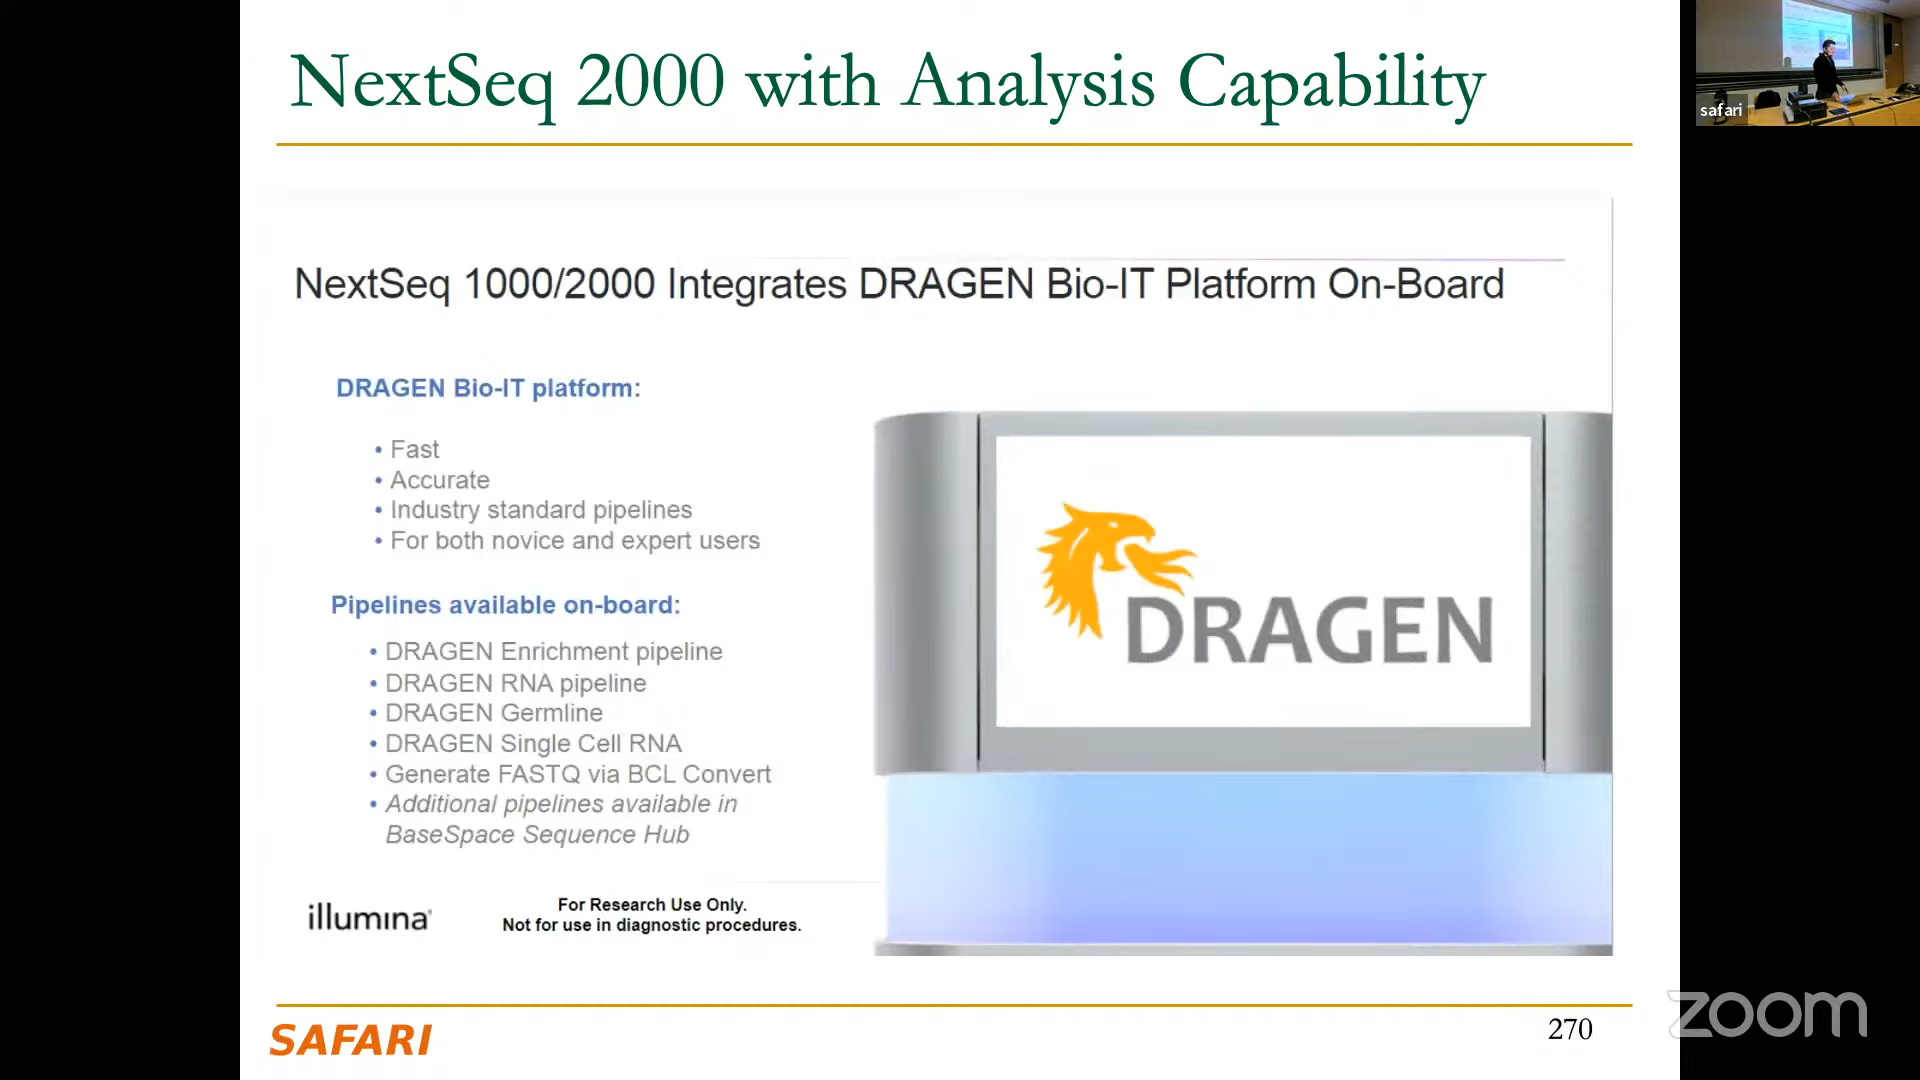 NextSeq 2000 with Analysis Capability
safari
NextSeq 1000/2000 Integrates DRAGEN Bio-IT Platform On-Board
DRAGEN Bio-IT platform:
• Fast
• Accurate
• Industry standard pipelines
• For both novice and expert users
Pipelines available on-board:
• DRAGEN Enrichment pipeline
• DRAGEN RNA pipeline
• DRAGEN Germline
• DRAGEN Single Cell RNA
• Generate FASTQ via BCL Convert
• Additional pipelines available in
BaseSpace Sequence Hub
DRAGEN
illumina
For Research Use Only.
Not for use in diagnostic procedures.
SAFARI
270
zoom